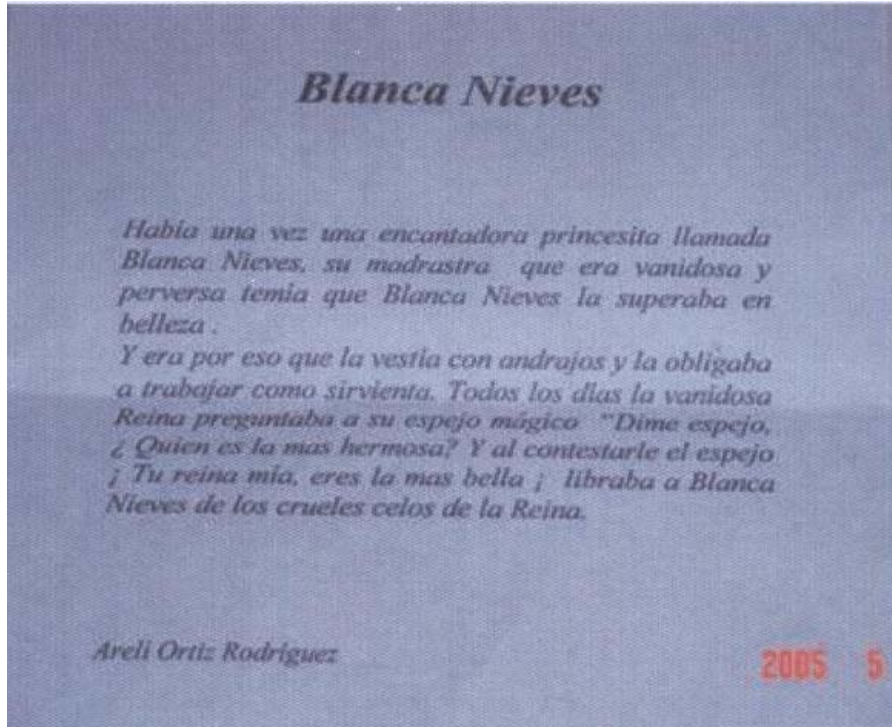 Blanca Nieves
Había una vez una encantadora princesita llamada
Blanca Nieves, su madrastra que era vanidosa y
perversa temía que Blanca Nieves la superaba en
belleza .
Y era por eso que la vestía con andrajos y la obligaba
a trabajar como sirvienta. Todos los días la vanidosa
Reina preguntaba a su espejo mágico "Dime espejo,
¿ Quien es la mas hermosa? Y al contestarle el espejo
¡ Tu reina mía, eres la mas bella ¡ libraba a Blanca
Nieves de los crueles celos de la Reina.
Areli Ortiz Rodríguez
2005 5